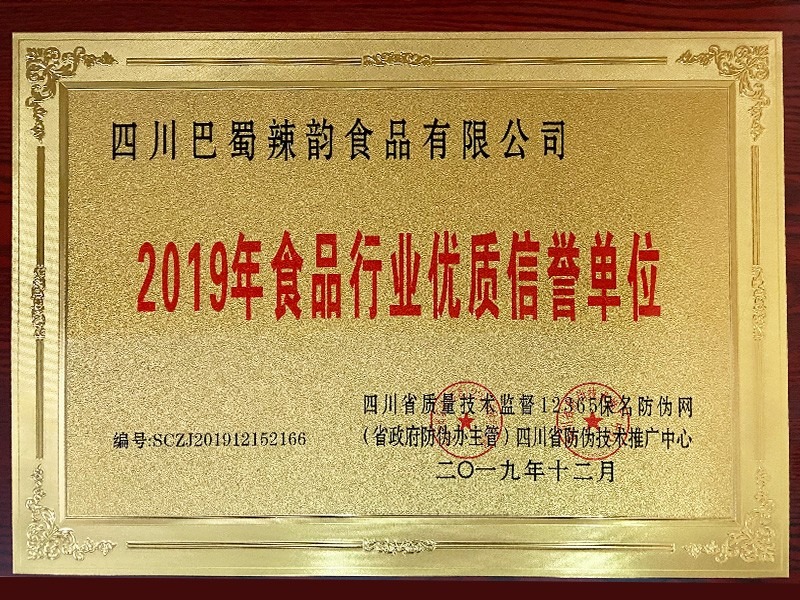 四川巴蜀辣韵食品有限公司
2019年食品行业优质信誉单位
四川省质量技术监督12365保名防伪网
编号:SCZJ201912152166
(省政府防伪办主管)四川省防伪技术推广中心
二〇一九年十二月